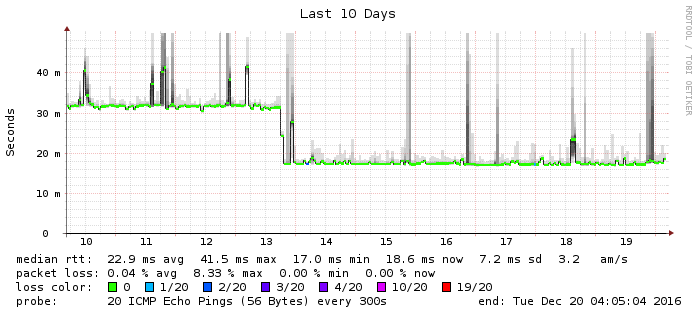 Last 10 Days
RRDTOOL / TOBI OETIKER
Seconds
40 m
30 m
20 m
10 m
0
10 11 12 13 14 15 16 17 18 19
median rtt: 22.9 ms avg 41.5 ms max 17.0 ms min 18.6 ms now 7.2 ms sd 3.2 am/s
packet loss: 0.04 % avg 8.33 % max 0.00 % min 0.00 % now
loss color: 0 1/20 2/20 3/20 4/20 10/20 19/20
probe: 20 ICMP Echo Pings (56 Bytes) every 300s end: Tue Dec 20 04:05:04 2016